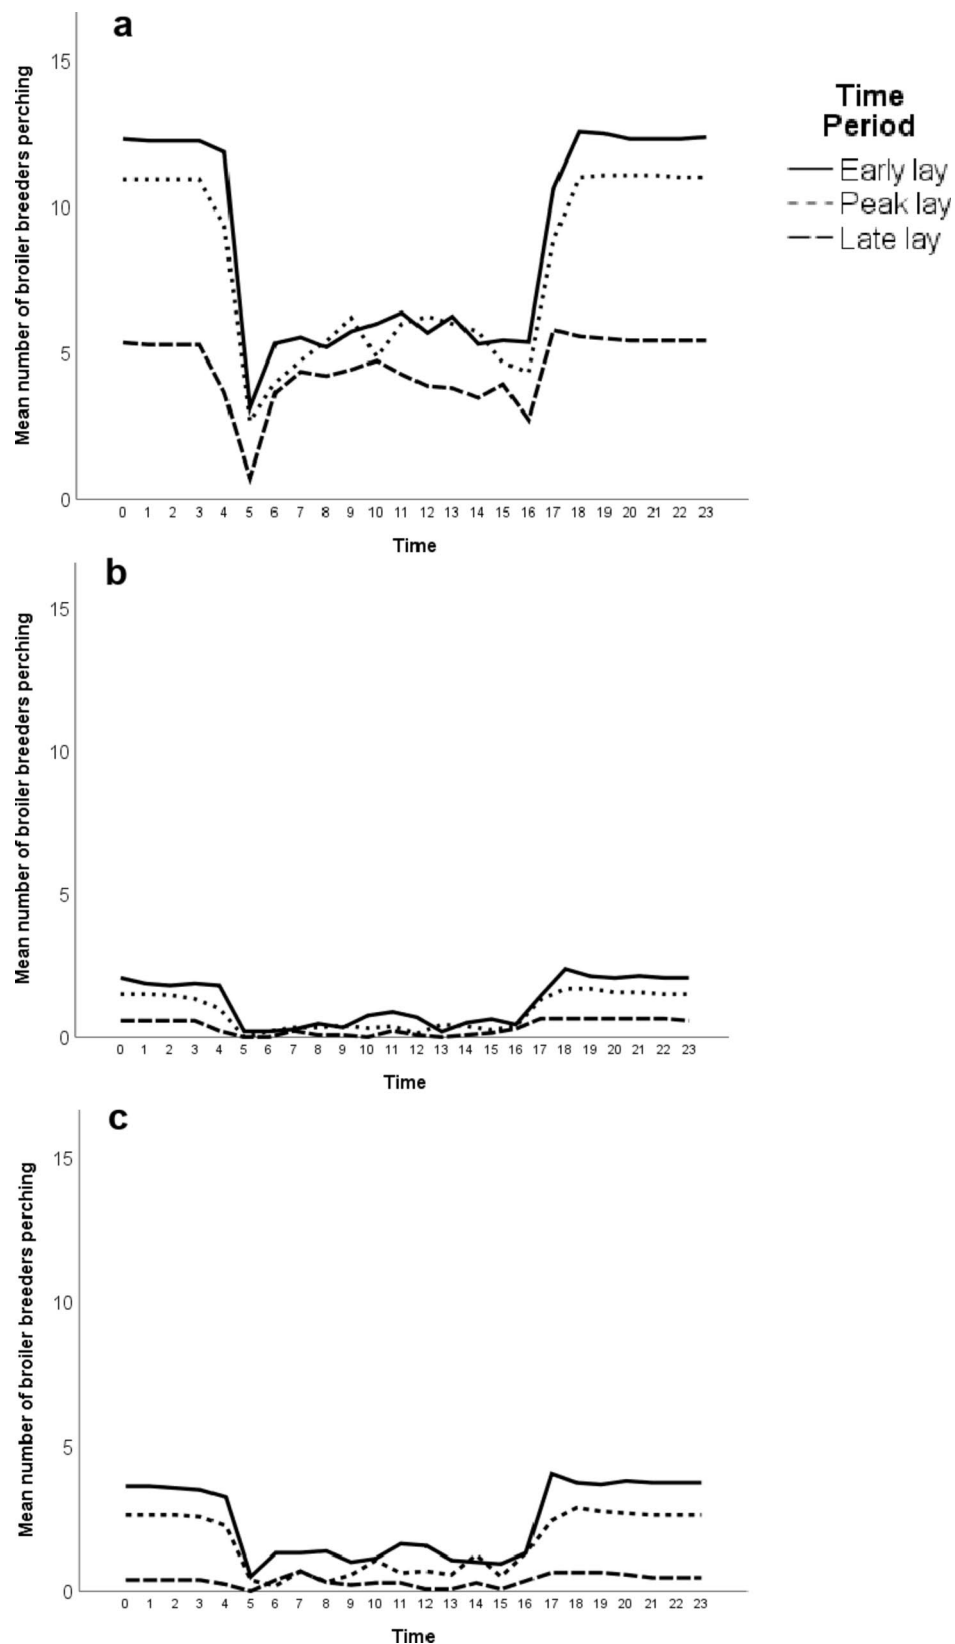 a
Mean number of broiler breeders perching
15
10
5
0
0 1 2 3 4 5 6 7 8 9 10 11 12 13 14 15 16 17 18 19 20 21 22 23
Time
Time
Period
Early lay
Peak lay
Late lay
b
Mean number of broiler breeders perching
15
10
5
0
0 1 2 3 4 5 6 7 8 9 10 11 12 13 14 15 16 17 18 19 20 21 22 23
Time
c
Mean number of broiler breeders perching
15
10
5
0
0 1 2 3 4 5 6 7 8 9 10 11 12 13 14 15 16 17 18 19 20 21 22 23
Time